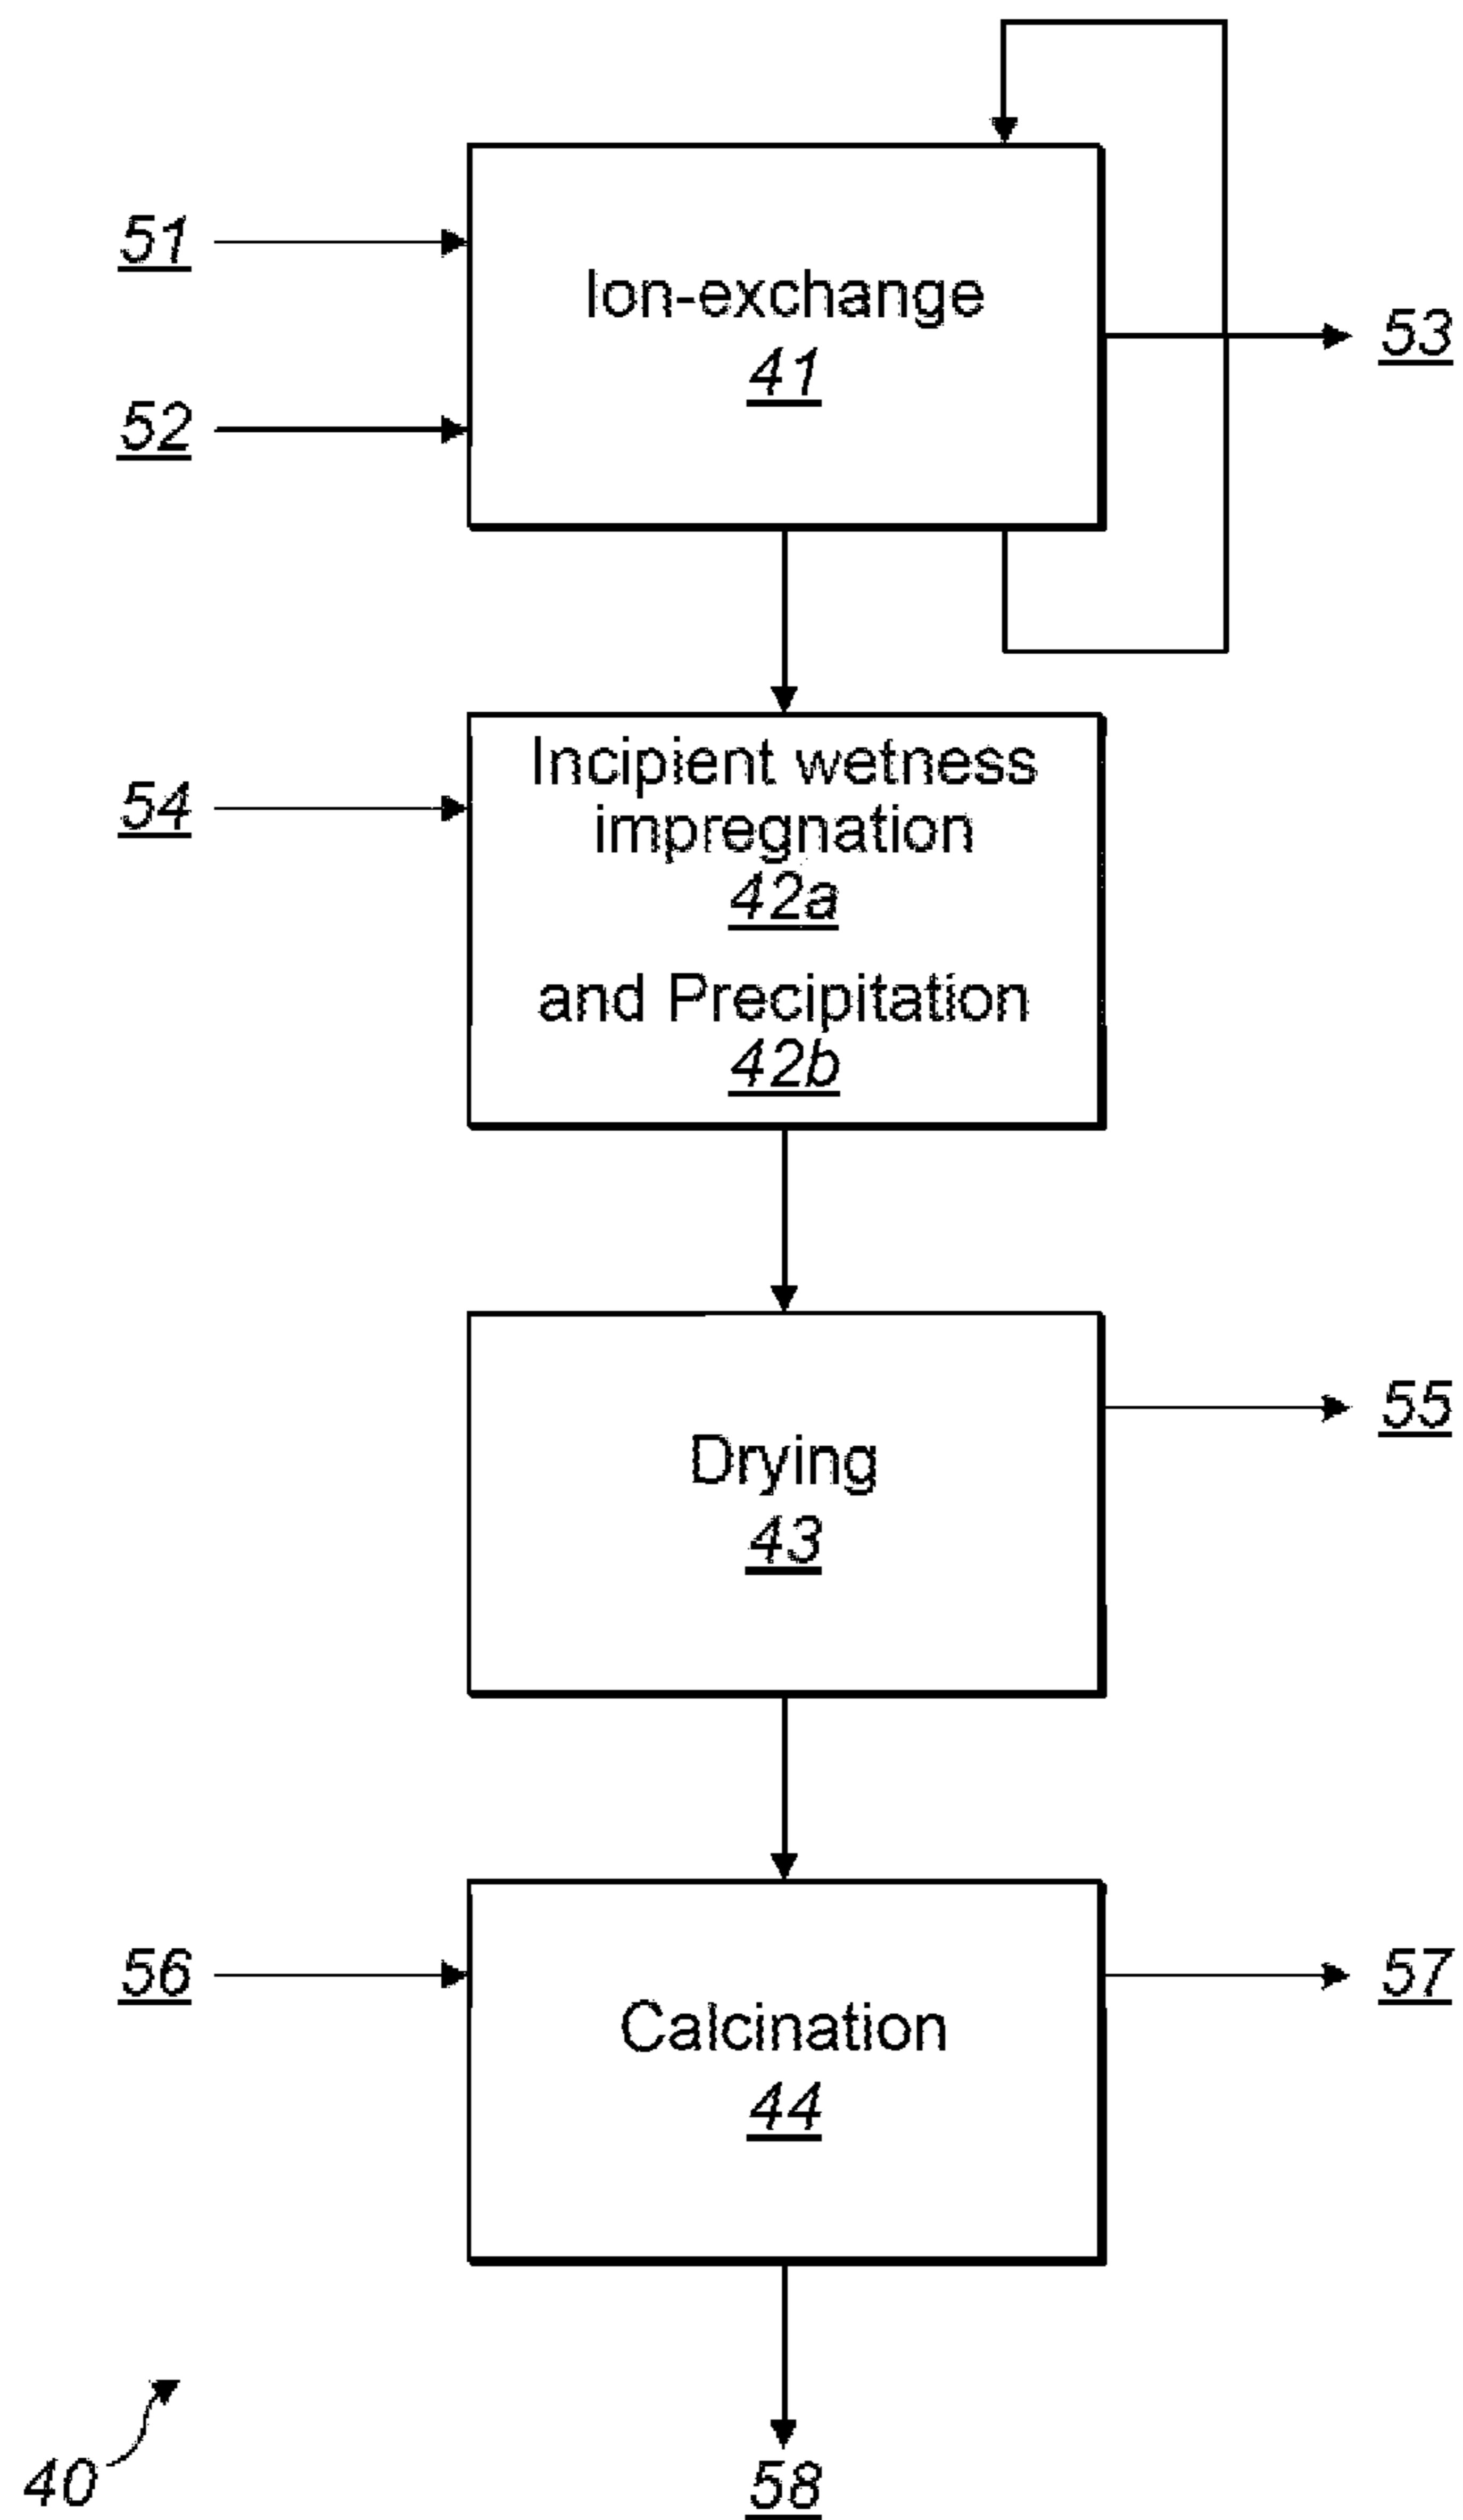 51
Ion-exchange
41
53
52
Incipient wetness
54
impregnation
42a
and Precipitation
42b
55
Drying
43
56
57
Calcination
44
40
58